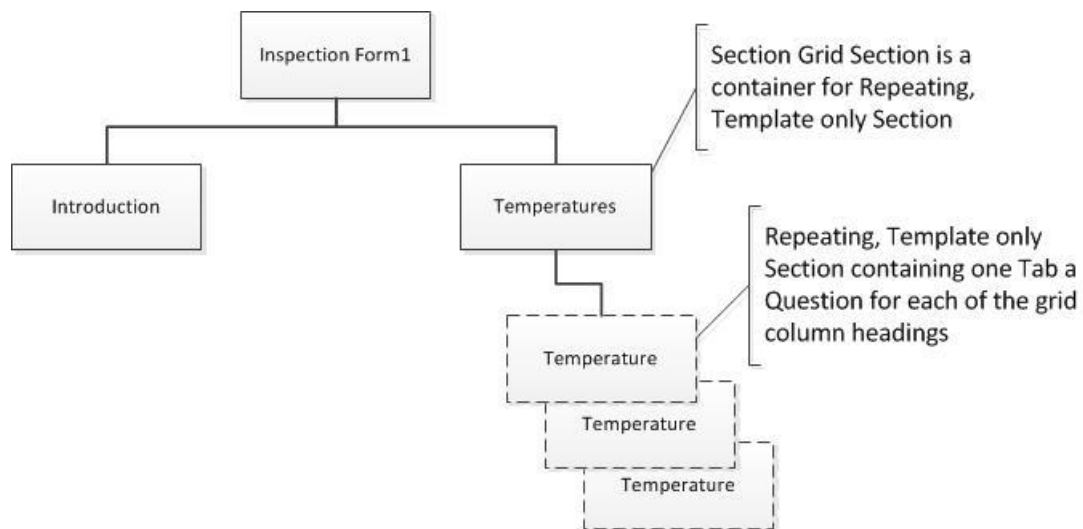 Inspection Form1
Section Grid Section is a
container for Repeating,
Template only Section
Introduction
Temperatures
Repeating, Template only
Section containing one Tab a
Question for each of the grid
column headings
Temperature
Temperature
Temperature